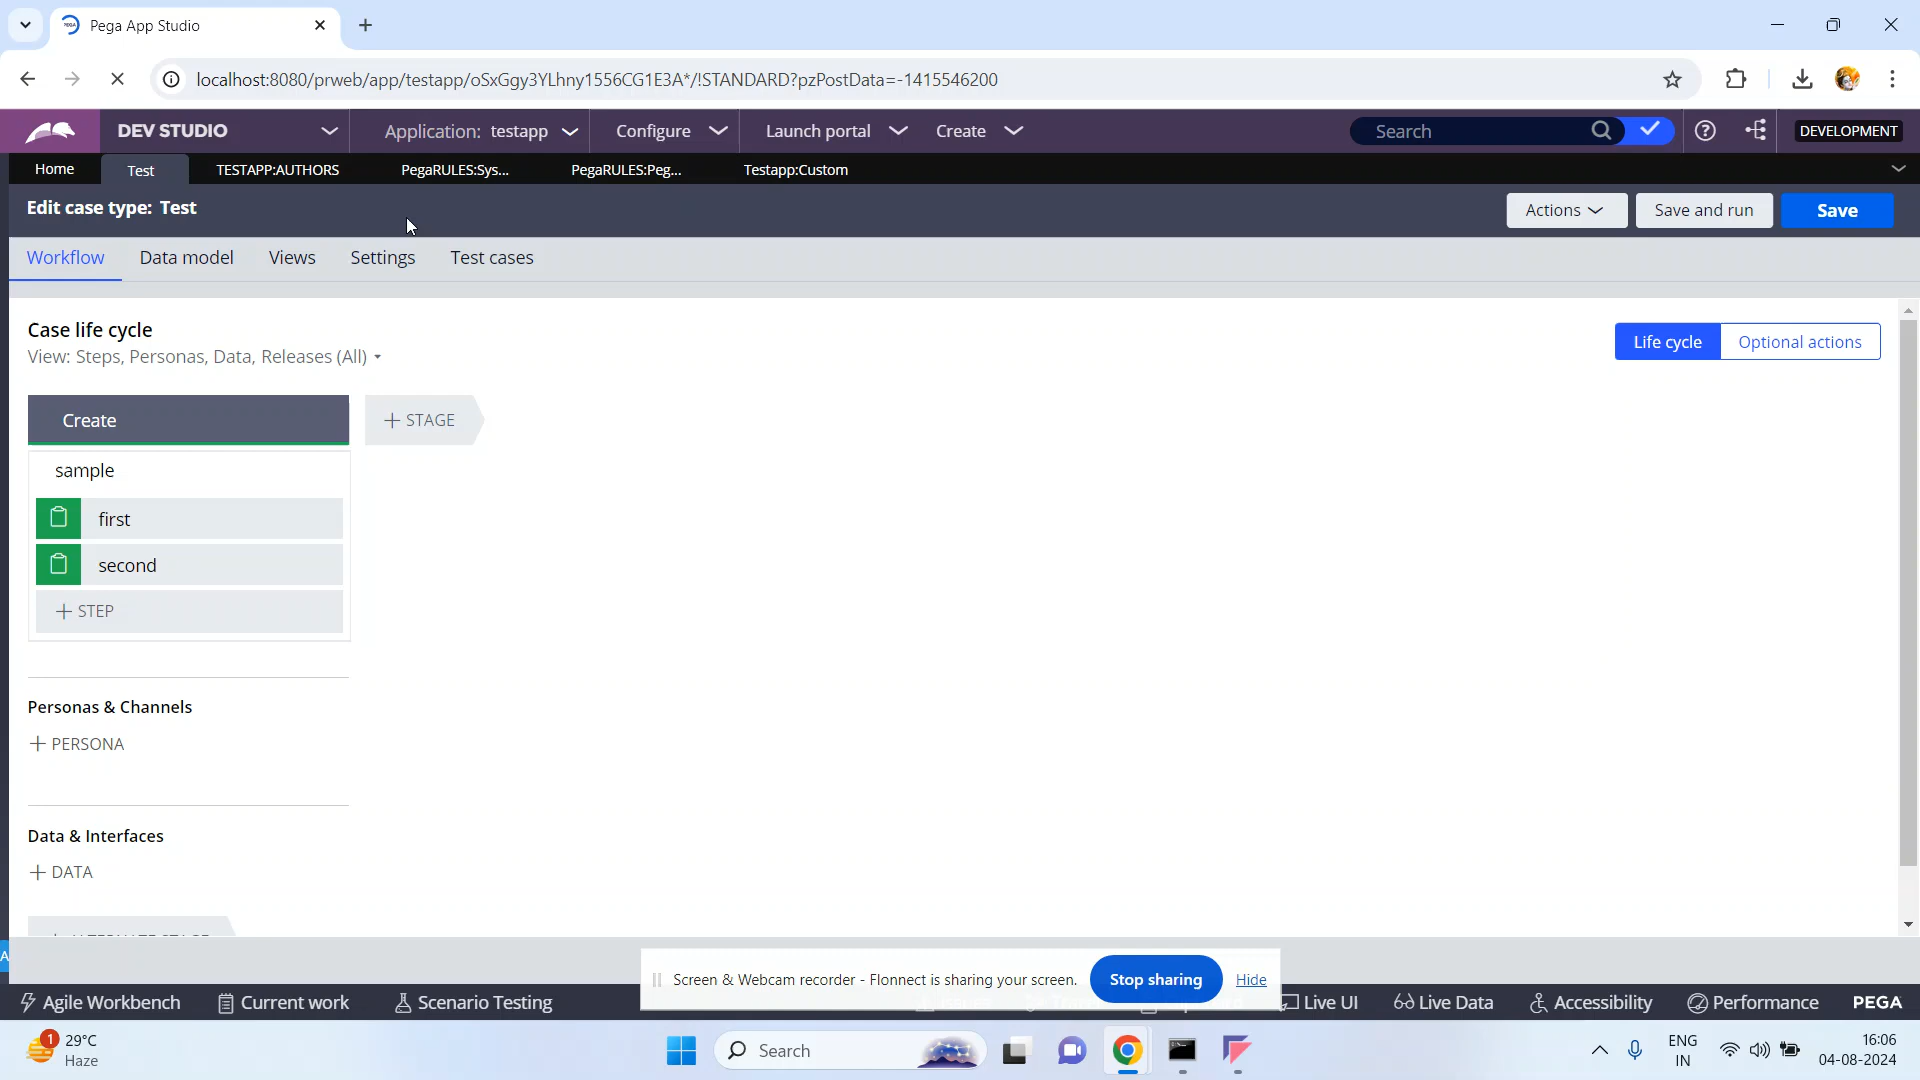 Pega App Studio
localhost:8080/prweb/app/testapp/oSxGgy3YLhny1556CG1E3A*/!STANDARD?pzPostData=-1415546200
DEV STUDIO
Application: testapp
Configure
Launch portal
Create
Search
DEVELOPMENT
Home
Test
TESTAPP:AUTHORS
PegaRULES:Sys...
PegaRULES:Peg...
Testapp:Custom
Edit case type: Test
Actions
Save and run
Save
Workflow
Data model
Views
Settings
Test cases
Case life cycle
View: Steps, Personas, Data, Releases (All)
Life cycle
Optional actions
Create
+ STAGE
sample
first
second
+ STEP
Personas & Channels
+ PERSONA
Data & Interfaces
+ DATA
A
Screen & Webcam recorder - Flonnect is sharing your screen.
Stop sharing
Hide
Agile Workbench
Current work
Scenario Testing
Live UI
Live Data
Accessibility
Performance
PEGA
1
29°C
Haze
Search
ENG
IN
16:06
04-08-2024